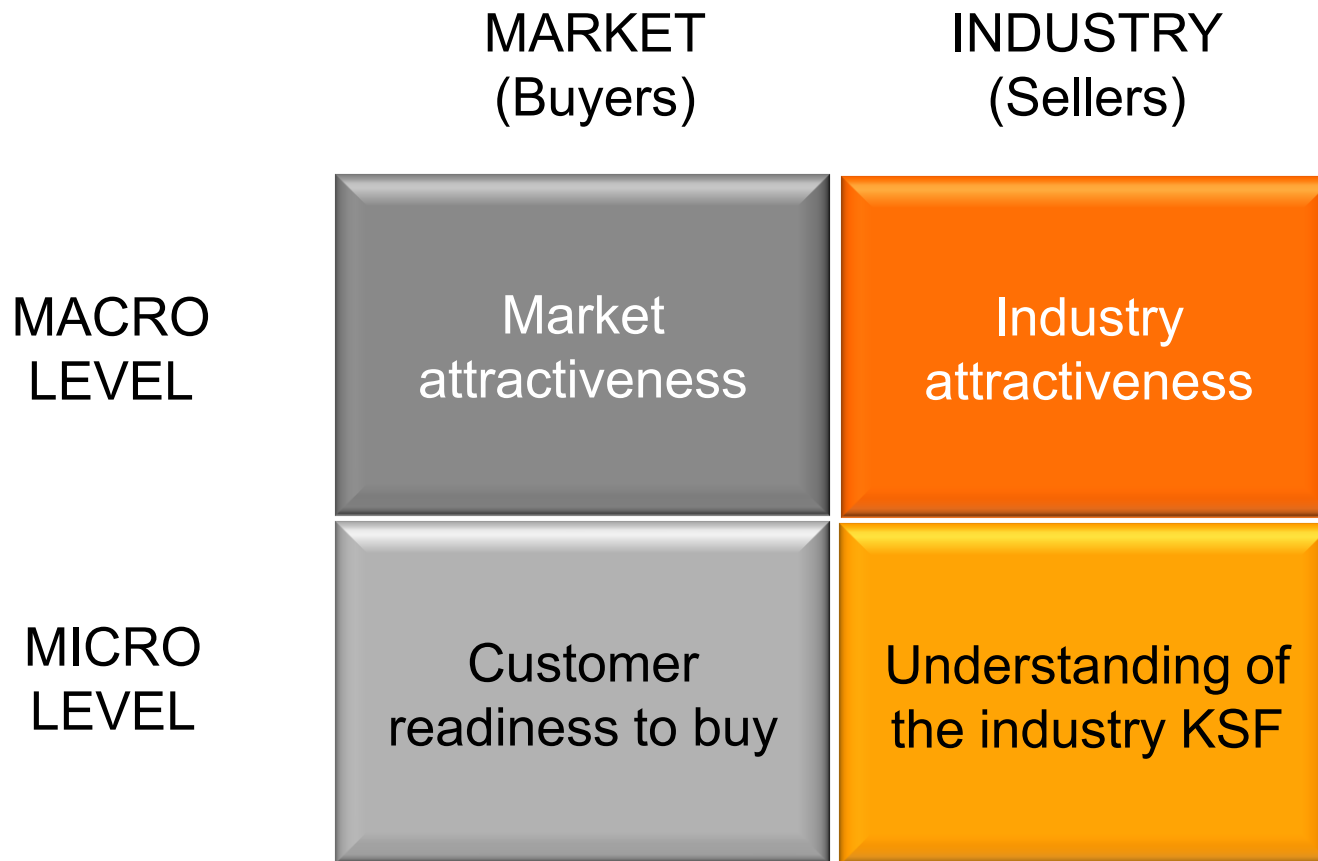 MARKET
(Buyers)
INDUSTRY
(Sellers)
MACRO
LEVEL
Market
attractiveness
Industry
attractiveness
MICRO
LEVEL
Customer
readiness to buy
Understanding of
the industry KSF